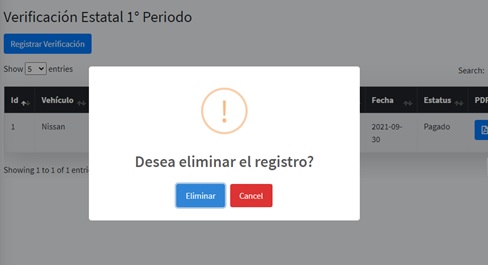 Verificación Estatal 1° Periodo
Registrar Verificación
Show 5 entries
Search:
Id Vehículo Fecha Estatus PDF
1 Nissan 2021-09-30 Pagado
Showing 1 to 1 of 1 entri
!
Desea eliminar el registro?
Eliminar Cancel